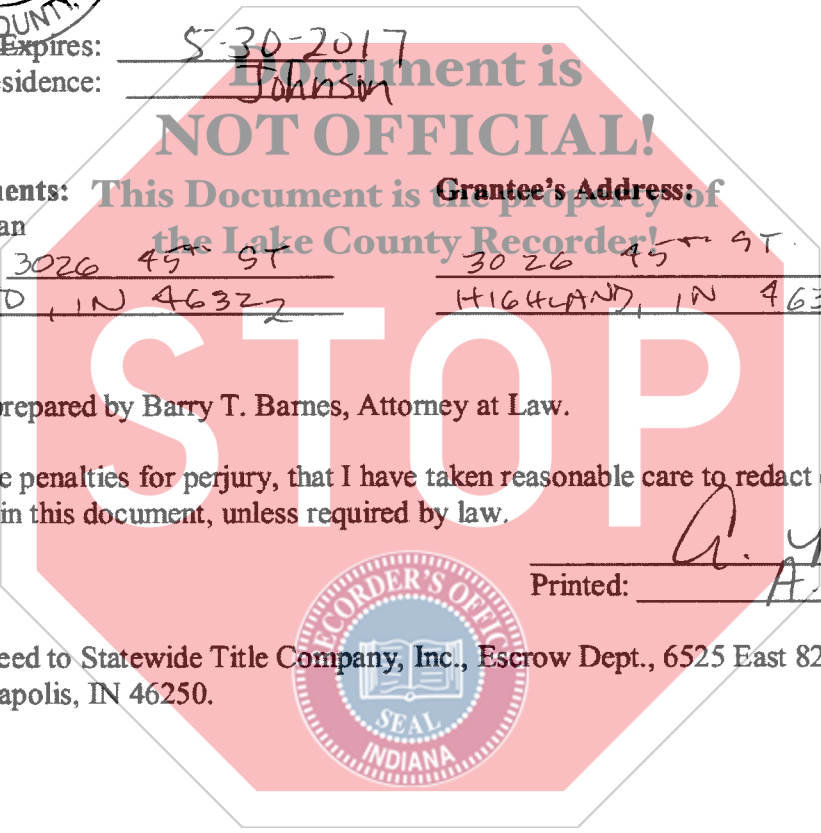 COUNTY,
Expires: 5-30-2017
sidence: Johnson
Document is
NOT OFFICIAL!
This Document is the property of
the Lake County Recorder!
nents: Grantee's Address:
an
3026 45th ST 3026 45th ST.
D, IN 46322 HIGHLAND, IN 463
STOP
prepared by Barry T. Barnes, Attorney at Law.
e penalties for perjury, that I have taken reasonable care to redact
in this document, unless required by law.
a.
Printed: A.
RECORDER'S OFFIC
SEAL
INDIANA
eed to Statewide Title Company, Inc., Escrow Dept., 6525 East 82
apolis, IN 46250.